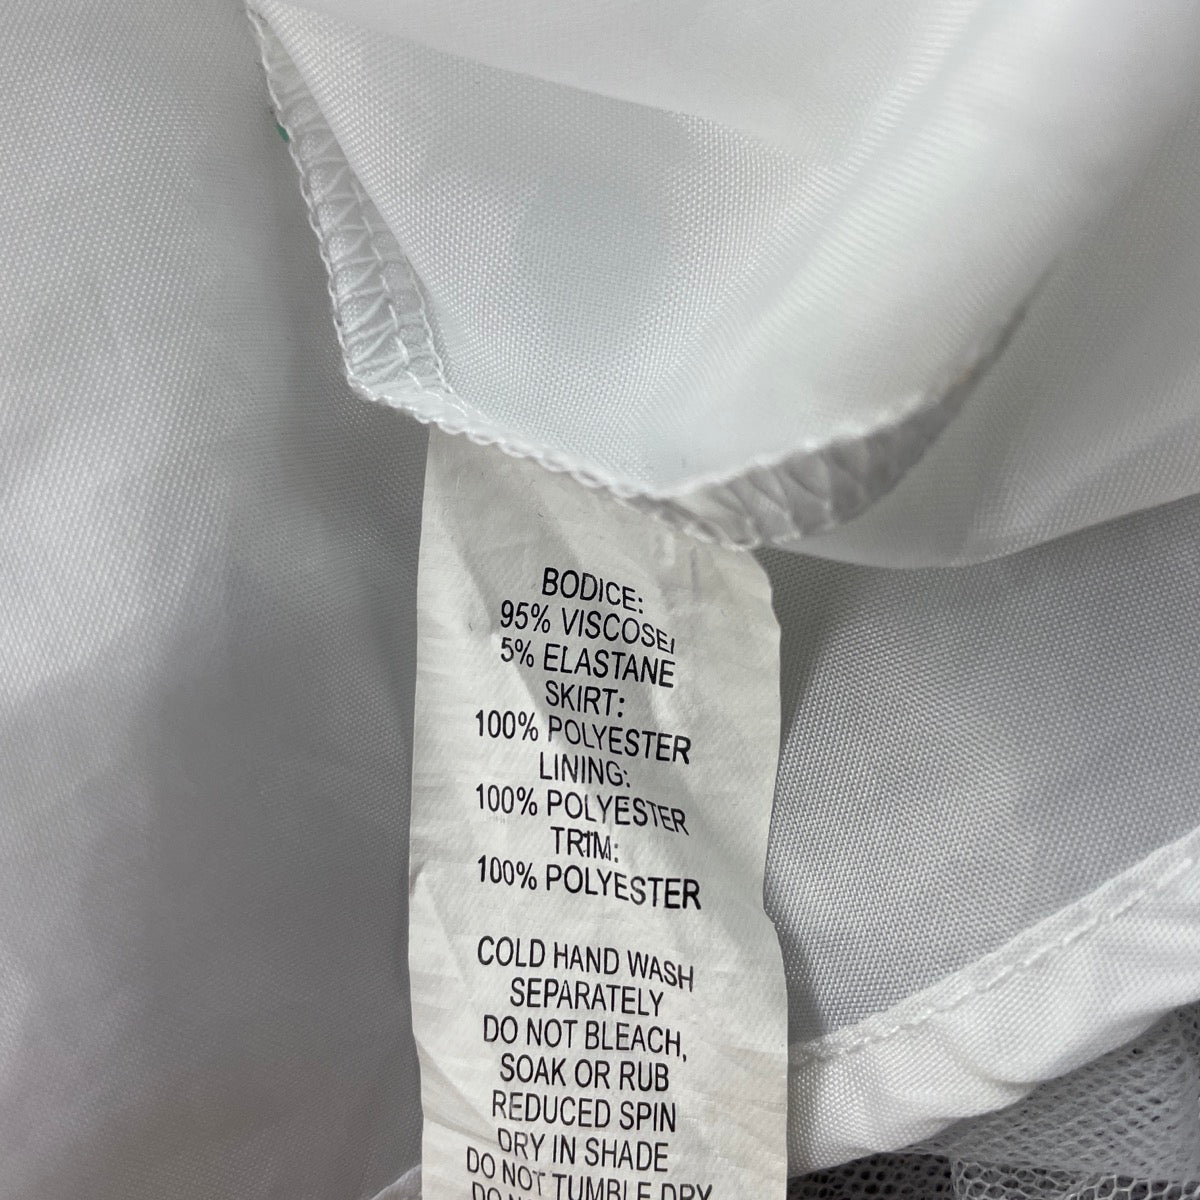 BODICE:
95% VISCOSE,
5% ELASTANE
SKIRT:
100% POLYESTER
LINING:
100% POLYESTER
TRIM:
100% POLYESTER
COLD HAND WASH
SEPARATELY
DO NOT BLEACH,
SOAK OR RUB
REDUCED SPIN
DRY IN SHADE
DO NOT TUMBLE DRY
DO